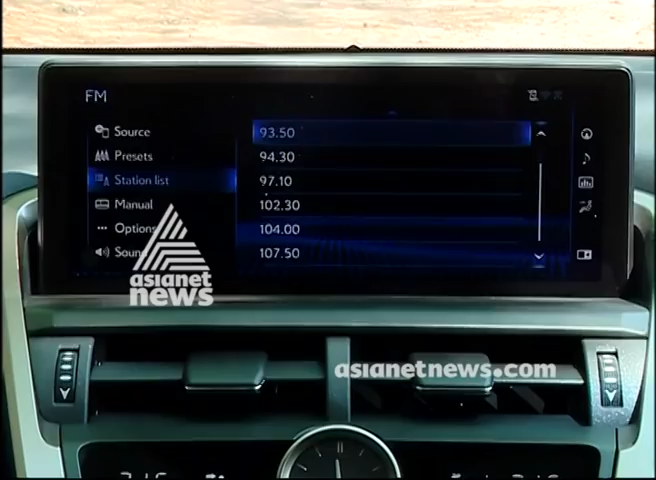 FM
Source
Presets
Station list
Manual
Options
Sound
93.50
94.30
97.10
102.30
104.00
107.50
asianet
news
asianetnews.com